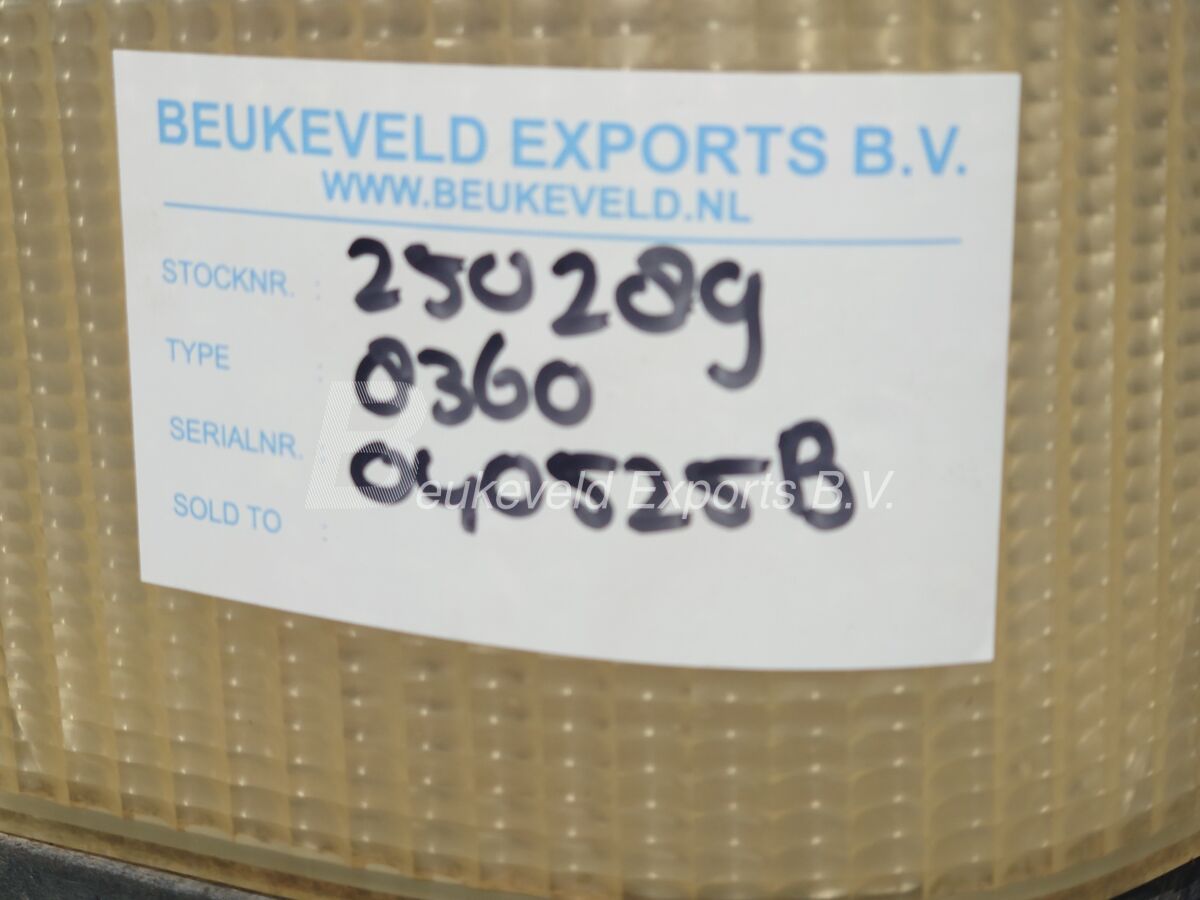 BEUKEVELD EXPORTS B.V.
WWW.BEUKEVELD.NL
STOCKNR. : 250289
TYPE : 0360
SERIALNR. 040525B
SOLD TO :
Beukeveld Exports B.V.